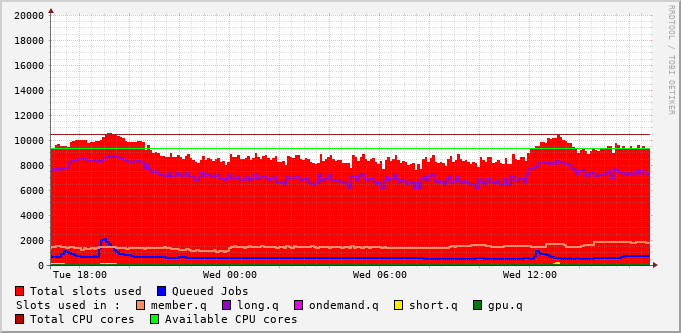 20000
18000
16000
14000
12000
10000
8000
6000
4000
2000
0
Tue 18:00 Wed 00:00 Wed 06:00 Wed 12:00
RRDTOOL / TOBI OETIKER
Total slots used Queued Jobs
Slots used in : member.q long.q ondemand.q short.q gpu.q
Total CPU cores Available CPU cores